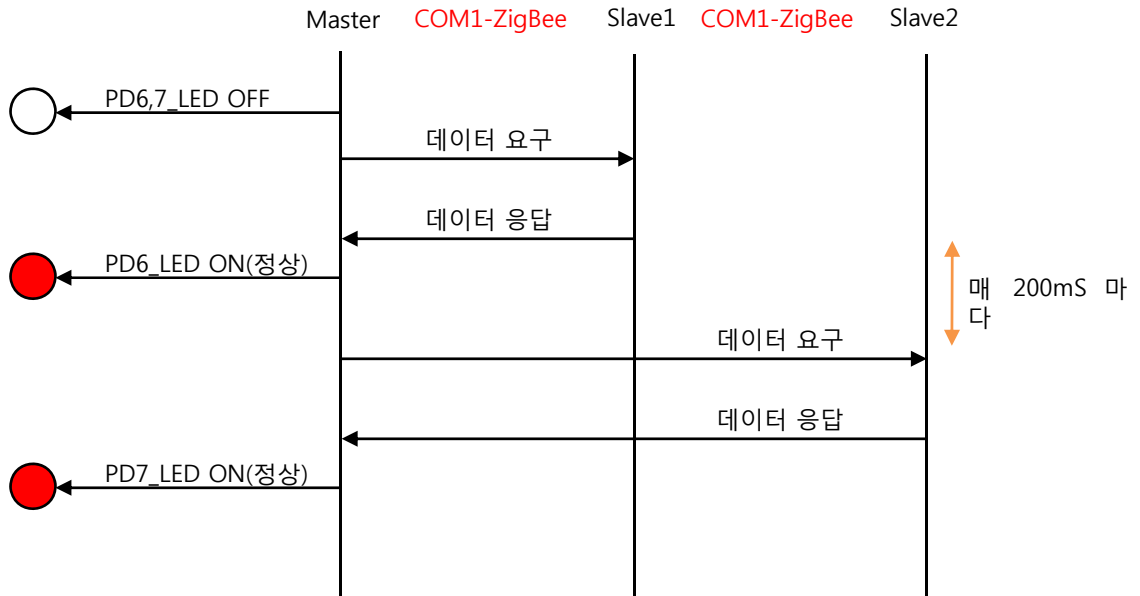 Master COM1-ZigBee Slave1 COM1-ZigBee Slave2
PD6,7_LED OFF
데이터 요구
데이터 응답
PD6_LED ON(정상)
매 200mS 마
다
데이터 요구
데이터 응답
PD7_LED ON(정상)